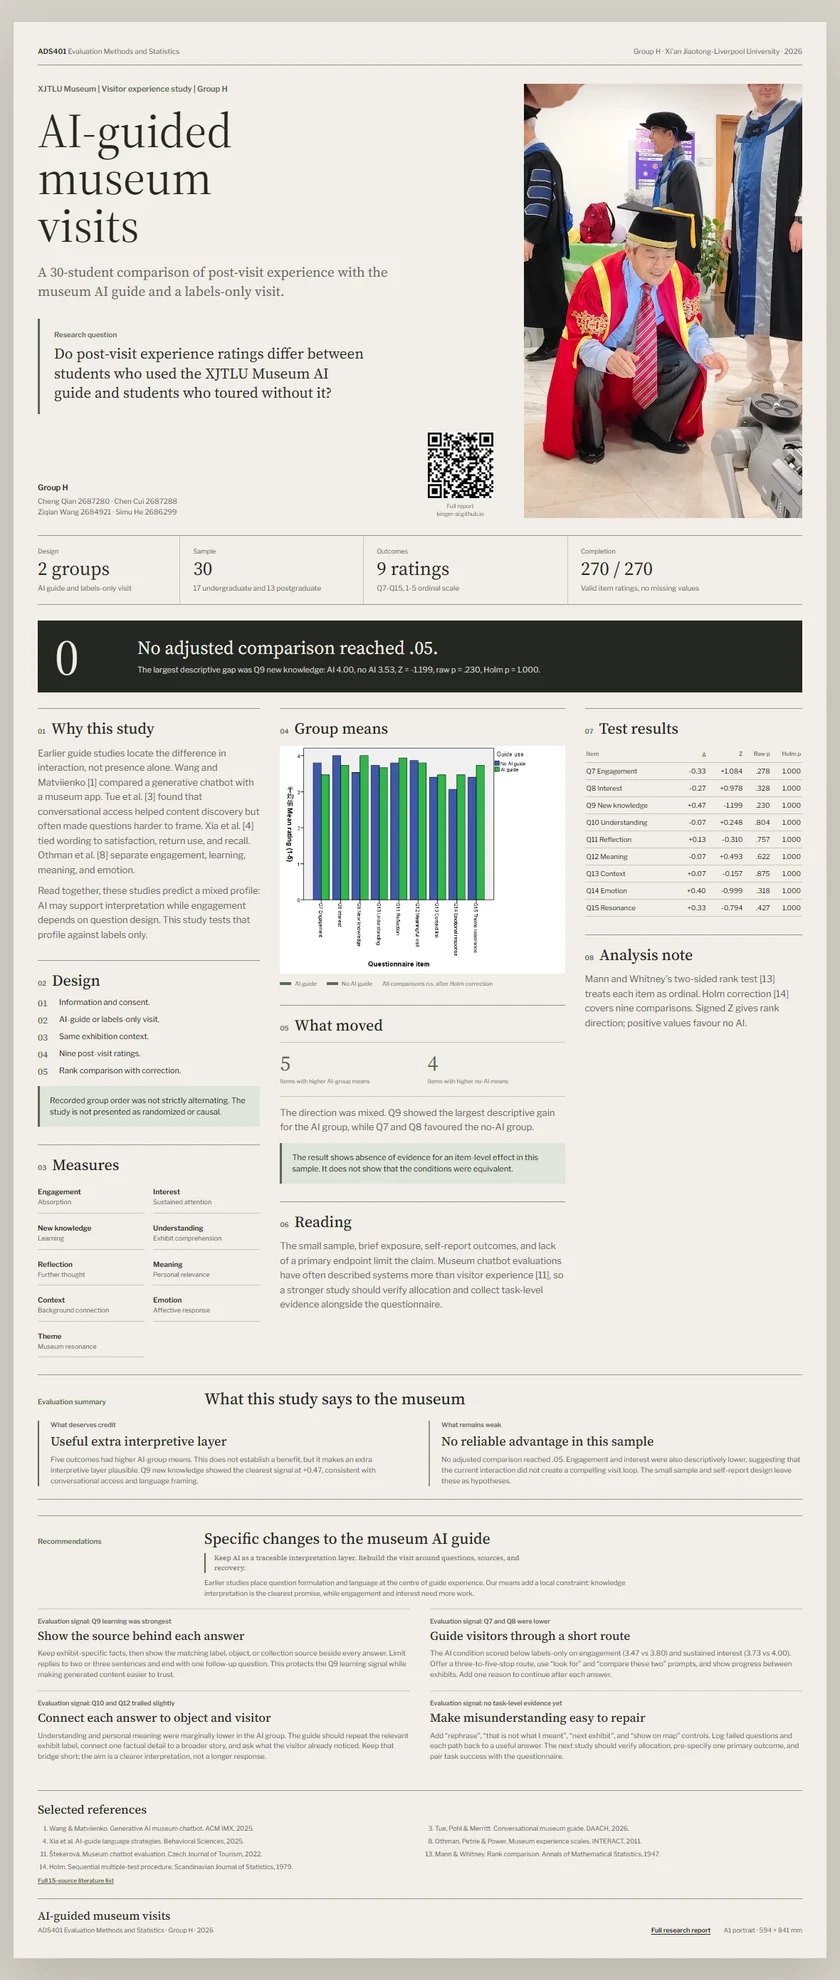 ADS401 Evaluation Methods and Statistics
Group H · Xi'an Jiaotong-Liverpool University · 2026
XJTLU Museum | Visitor experience study | Group H
AI-guided
museum
visits
A 30-student comparison of post-visit experience with the
museum AI guide and a labels-only visit.
Research question
Do post-visit experience ratings differ between
students who used the XJTLU Museum AI
guide and students who toured without it?
Group H
Cheng Qian 2687280 · Chen Cui 2687288
Ziqian Wang 2684921 · Simu He 2686299
Full report
kinger-ai.github.io
Design
2 groups
AI guide and labels-only visit
Sample
30
17 undergraduate and 13 postgraduate
Outcomes
9 ratings
Q7-Q15, 1-5 ordinal scale
Completion
270 / 270
Valid item ratings, no missing values
0
No adjusted comparison reached .05.
The largest descriptive gap was Q9 new knowledge: AI 4.00, no AI 3.53, Z = -1.199, raw p = .230, Holm p = 1.000.
01 Why this study
Earlier guide studies locate the difference in
interaction, not presence alone. Wang and
Matviienko [1] compared a generative chatbot with
a museum app. Tue et al. [3] found that
conversational access helped content discovery but
often made questions harder to frame. Xia et al. [4]
tied wording to satisfaction, return use, and recall.
Othman et al. [8] separate engagement, learning,
meaning, and emotion.
Read together, these studies predict a mixed profile:
AI may support interpretation while engagement
depends on question design. This study tests that
profile against labels only.
02 Design
01 Information and consent.
02 AI-guide or labels-only visit.
03 Same exhibition context.
04 Nine post-visit ratings.
05 Rank comparison with correction.
Recorded group order was not strictly alternating. The
study is not presented as randomized or causal.
03 Measures
Engagement
Absorption
Interest
Sustained attention
New knowledge
Learning
Understanding
Exhibit comprehension
Reflection
Further thought
Meaning
Personal relevance
Context
Background connection
Emotion
Affective response
Theme
Museum resonance
04 Group means
Guide use
No AI guide
AI guide
平均值 Mean rating (1-5)
4
3
2
1
0
Q7 Engagement
Q8 Interest
Q9 New knowledge
Q10 Understanding
Q11 Reflection
Q12 Meaningful visit
Q13 Connection
Q14 Emotional response
Q15 Theme resonance
Questionnaire item
AI guide No AI guide All comparisons n.s. after Holm correction
05 What moved
5
Items with higher AI-group means
4
Items with higher no-AI means
The direction was mixed. Q9 showed the largest descriptive gain
for the AI group, while Q7 and Q8 favoured the no-AI group.
The result shows absence of evidence for an item-level effect in this
sample. It does not show that the conditions were equivalent.
06 Reading
The small sample, brief exposure, self-report outcomes, and lack
of a primary endpoint limit the claim. Museum chatbot evaluations
have often described systems more than visitor experience [11], so
a stronger study should verify allocation and collect task-level
evidence alongside the questionnaire.
07 Test results
Item Δ Z Raw p Holm p
Q7 Engagement -0.33 +1.084 .278 1.000
Q8 Interest -0.27 +0.978 .328 1.000
Q9 New knowledge +0.47 -1.199 .230 1.000
Q10 Understanding -0.07 +0.248 .804 1.000
Q11 Reflection +0.13 -0.310 .757 1.000
Q12 Meaning -0.07 +0.493 .622 1.000
Q13 Context +0.07 -0.157 .875 1.000
Q14 Emotion +0.40 -0.999 .318 1.000
Q15 Resonance +0.33 -0.794 .427 1.000
08 Analysis note
Mann and Whitney's two-sided rank test [13]
treats each item as ordinal. Holm correction [14]
covers nine comparisons. Signed Z gives rank
direction; positive values favour no AI.
Evaluation summary
What this study says to the museum
What deserves credit
Useful extra interpretive layer
Five outcomes had higher AI-group means. This does not establish a benefit, but it makes an extra
interpretive layer plausible. Q9 new knowledge showed the clearest signal at +0.47, consistent with
conversational access and language framing.
What remains weak
No reliable advantage in this sample
No adjusted comparison reached .05. Engagement and interest were also descriptively lower, suggesting that
the current interaction did not create a compelling visit loop. The small sample and self-report design leave
these as hypotheses.
Recommendations
Specific changes to the museum AI guide
Keep AI as a traceable interpretation layer. Rebuild the visit around questions, sources, and
recovery.
Earlier studies place question formulation and language at the centre of guide experience. Our means add a local constraint: knowledge
interpretation is the clearest promise, while engagement and interest need more work.
Evaluation signal: Q9 learning was strongest
Show the source behind each answer
Keep exhibit-specific facts, then show the matching label, object, or collection source beside every answer. Limit
replies to two or three sentences and end with one follow-up question. This protects the Q9 learning signal while
making generated content easier to trust.
Evaluation signal: Q7 and Q8 were lower
Guide visitors through a short route
The AI condition scored below labels-only on engagement (3.47 vs 3.80) and sustained interest (3.73 vs 4.00).
Offer a three-to-five-stop route, use "look for" and "compare these two" prompts, and show progress between
exhibits. Add one reason to continue after each answer.
Evaluation signal: Q10 and Q12 trailed slightly
Connect each answer to object and visitor
Understanding and personal meaning were marginally lower in the AI group. The guide should repeat the relevant
exhibit label, connect one factual detail to a broader story, and ask what the visitor already noticed. Keep that
bridge short; the aim is a clearer interpretation, not a longer response.
Evaluation signal: no task-level evidence yet
Make misunderstanding easy to repair
Add "rephrase", "that is not what I meant", "next exhibit", and "show on map" controls. Log failed questions and
each path back to a useful answer. The next study should verify allocation, pre-specify one primary outcome, and
pair task success with the questionnaire.
Selected references
1. Wang & Matviienko. Generative AI museum chatbot. ACM IMX, 2025.
3. Tue, Pohl & Merritt. Conversational museum guide. OAACH, 2026.
4. Xia et al. AI-guide language strategies. Behavioral Sciences, 2025.
8. Othman, Petrie & Power. Museum experience scales. INTERACT, 2011.
11. Štekerová. Museum chatbot evaluation. Czech Journal of Tourism, 2022.
13. Mann & Whitney. Rank comparison. Annals of Mathematical Statistics, 1947.
14. Holm. Sequential multiple-test procedure. Scandinavian Journal of Statistics, 1979.
Full 15-source literature list
AI-guided museum visits
ADS401 Evaluation Methods and Statistics · Group H · 2026
Full research report A1 portrait · 594 × 841 mm